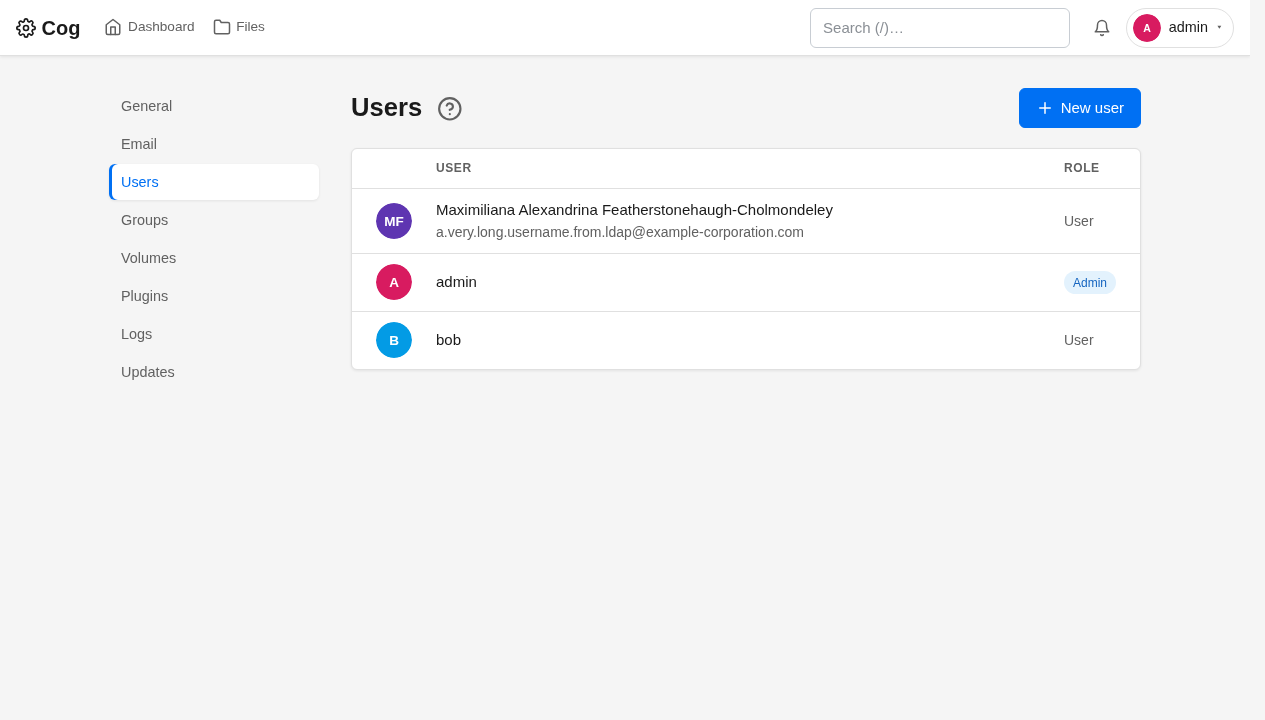 Cog
Dashboard
Files
Search (/)…
A
admin
General
Email
Users
Groups
Volumes
Plugins
Logs
Updates
Users
New user
USER
ROLE
MF
Maximiliana Alexandrina Featherstonehaugh-Cholmondeley
a.very.long.username.from.ldap@example-corporation.com
User
A
admin
Admin
B
bob
User